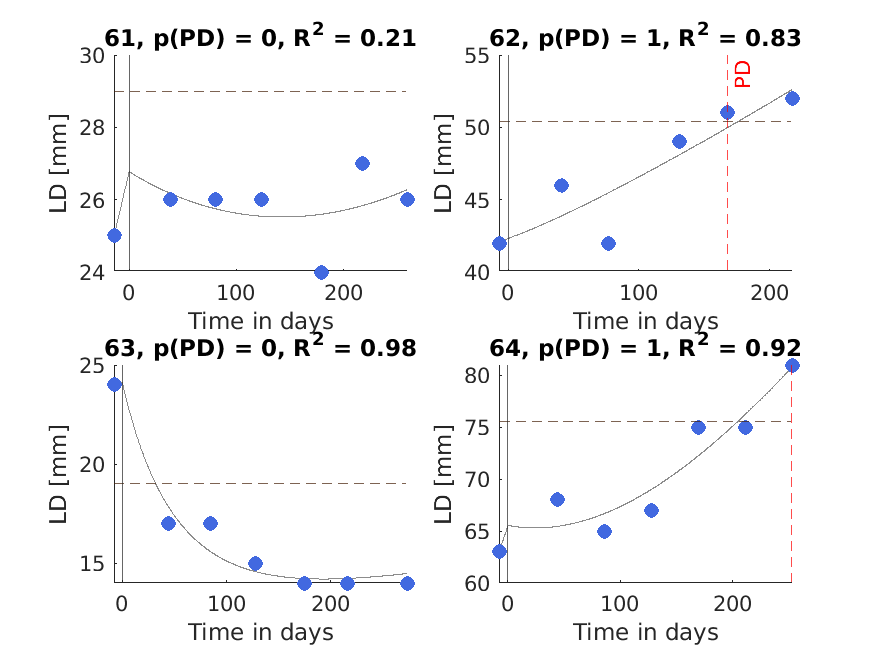 61, p(PD) = 0, R² = 0.21
30
28
26
24
LD [mm]
0 100 200
Time in days
62, p(PD) = 1, R² = 0.83
55
50
45
40
LD [mm]
PD
0 100 200
Time in days
63, p(PD) = 0, R² = 0.98
25
20
15
LD [mm]
0 100 200
Time in days
64, p(PD) = 1, R² = 0.92
80
75
70
65
60
LD [mm]
0 100 200
Time in days